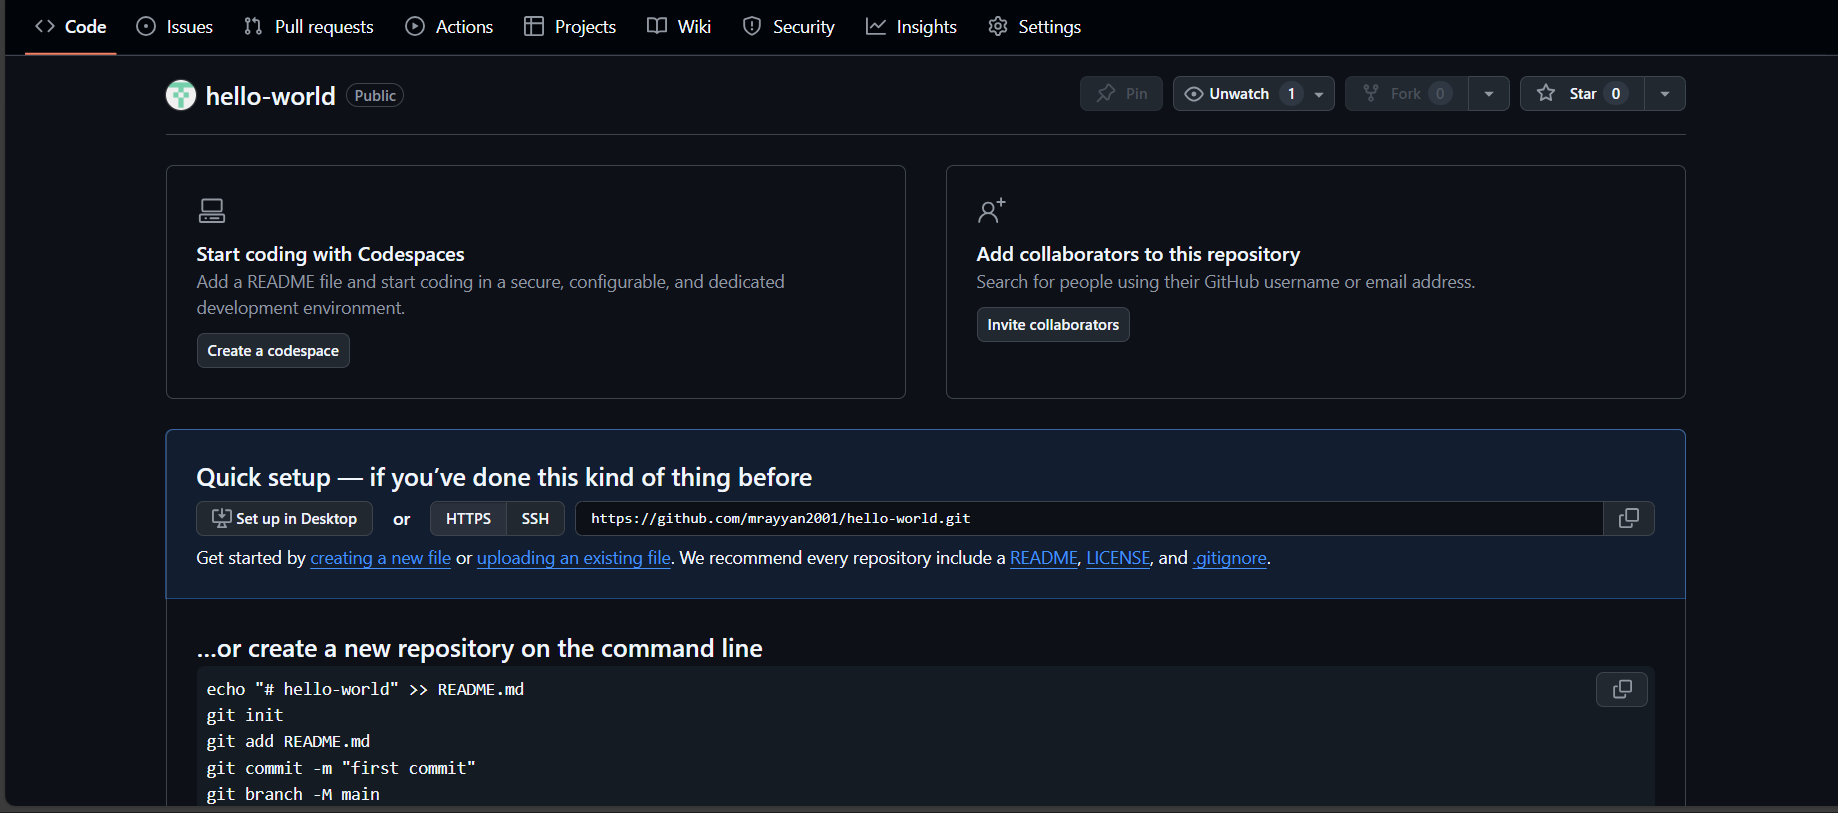 Code Issues Pull requests Actions Projects Wiki Security Insights Settings
hello-world Public Pin Unwatch 1 Fork 0 Star 0
Start coding with Codespaces
Add a README file and start coding in a secure, configurable, and dedicated
development environment.
Create a codespace
Add collaborators to this repository
Search for people using their GitHub username or email address.
Invite collaborators
Quick setup — if you’ve done this kind of thing before
Set up in Desktop or HTTPS SSH https://github.com/mrayyan2001/hello-world.git
Get started by creating a new file or uploading an existing file. We recommend every repository include a README, LICENSE, and .gitignore.
…or create a new repository on the command line
echo "# hello-world" >> README.md
git init
git add README.md
git commit -m "first commit"
git branch -M main